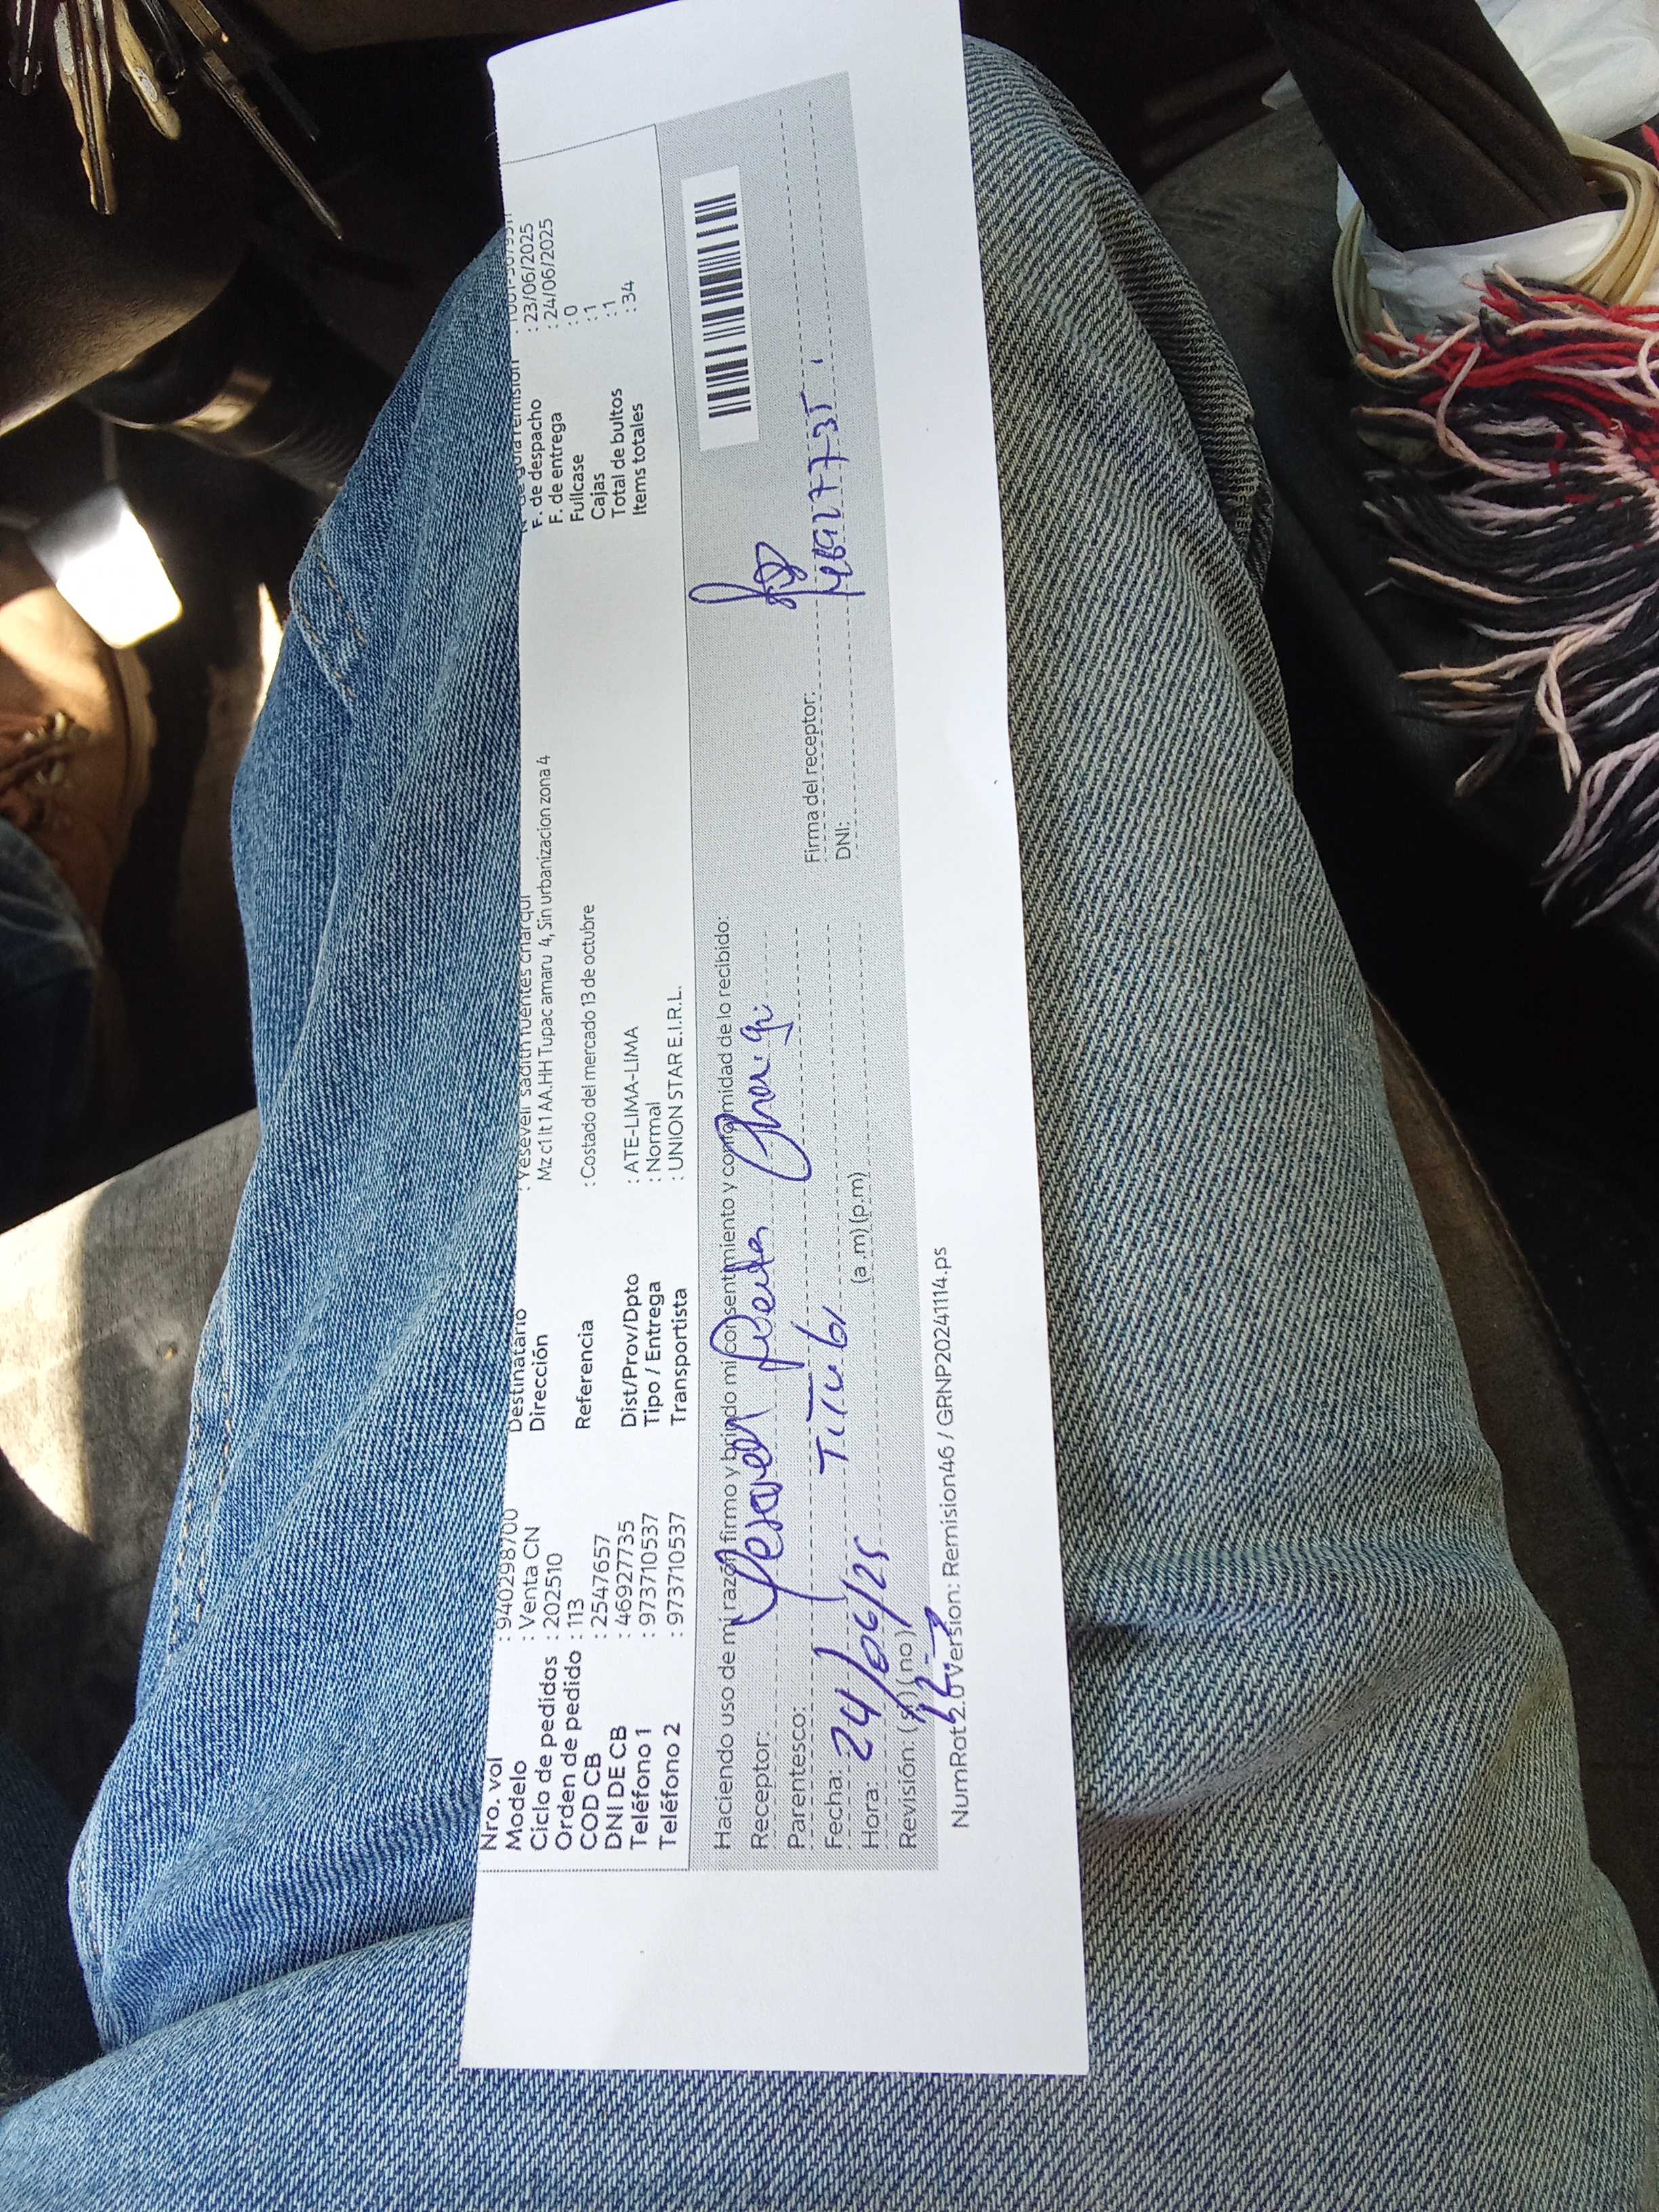 Nro. vol : 940298700
Modelo : Venta CN
Ciclo de pedidos : 202510
Orden de pedido : 113
COD CB : 2547657
DNI DE CB : 46927735
Teléfono 1 : 973710537
Teléfono 2 : 973710537
Destinatario : Yeseveli sadith fuentes charqui
Dirección Mz c1 lt 1 AA.HH Tupac amaru 4, Sin urbanizacion zona 4
Referencia : Costado del mercado 13 de octubre
Dist/Prov/Dpto : ATE-LIMA-LIMA
Tipo / Entrega : Normal
Transportista : UNION STAR E.I.R.L.
F. de despacho : 23/06/2025
F. de entrega : 24/06/2025
Fullcase : 0
Cajas : 1
Total de bultos : 1
Items totales : 34
Haciendo uso de mi razón firmo y brindo mi consentimiento y conformidad de lo recibido:
Receptor:
Parentesco:
Fecha: 24/06/25
Hora: (a.m) (p.m)
Revisión: ( ) (no)
Firma del receptor:
DNI: 46927735
NumRot2.0 Version: Remision46 / GRNP20241114.ps